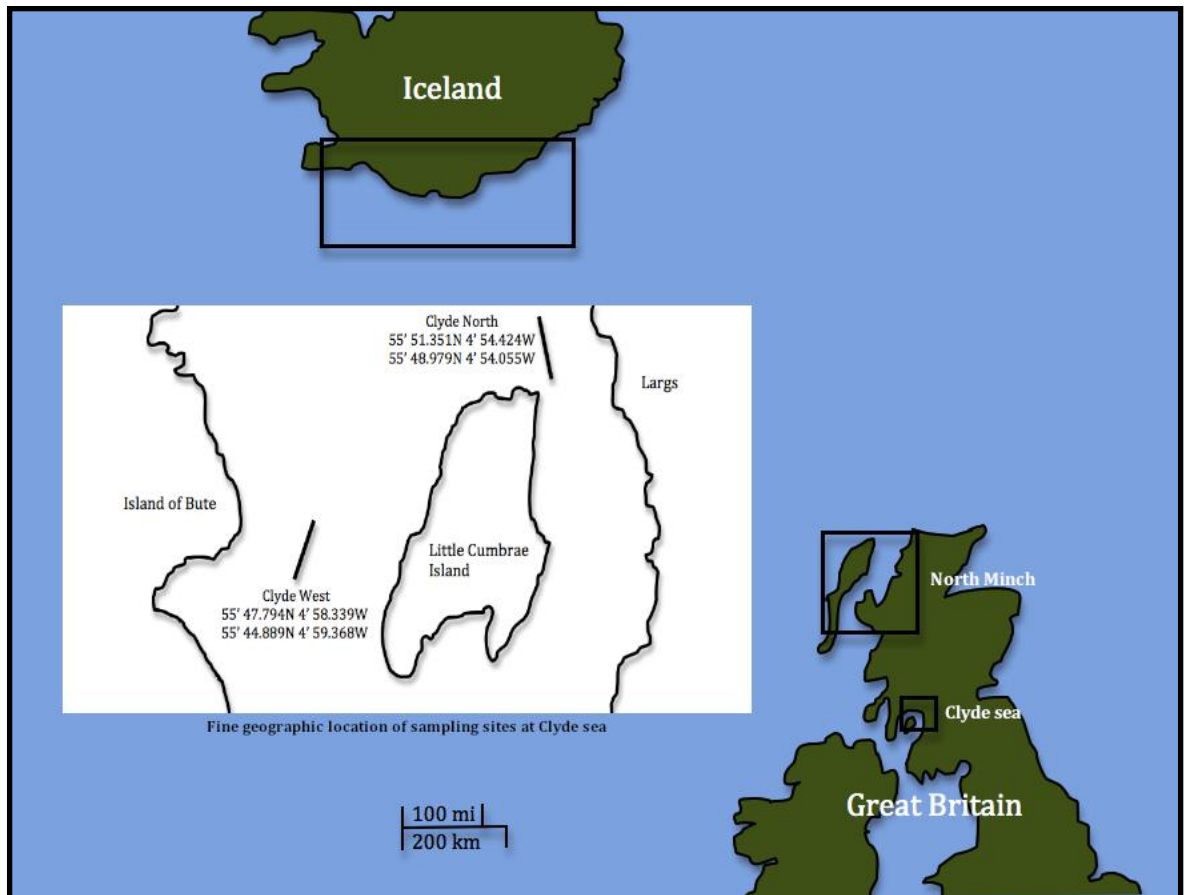 Iceland
Clyde North
55' 51.351N 4' 54.424W
55' 48.979N 4' 54.055W
Largs
Island of Bute
Little Cumbrae
Island
Clyde West
55' 47.794N 4' 58.339W
55' 44.889N 4' 59.368W
Fine geographic location of sampling sites at Clyde sea
North Minch
Clyde sea
Great Britain
100 mi
200 km